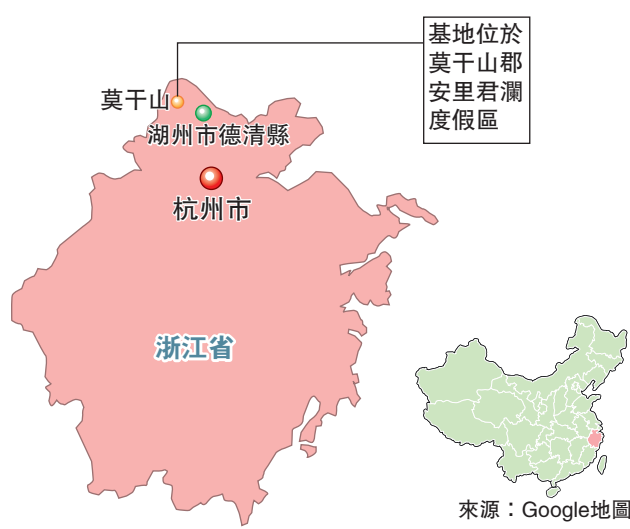 基地位於
莫干山郡
安里君瀾
度假區
莫干山
湖州市德清縣
杭州市
浙江省
來源：Google地圖